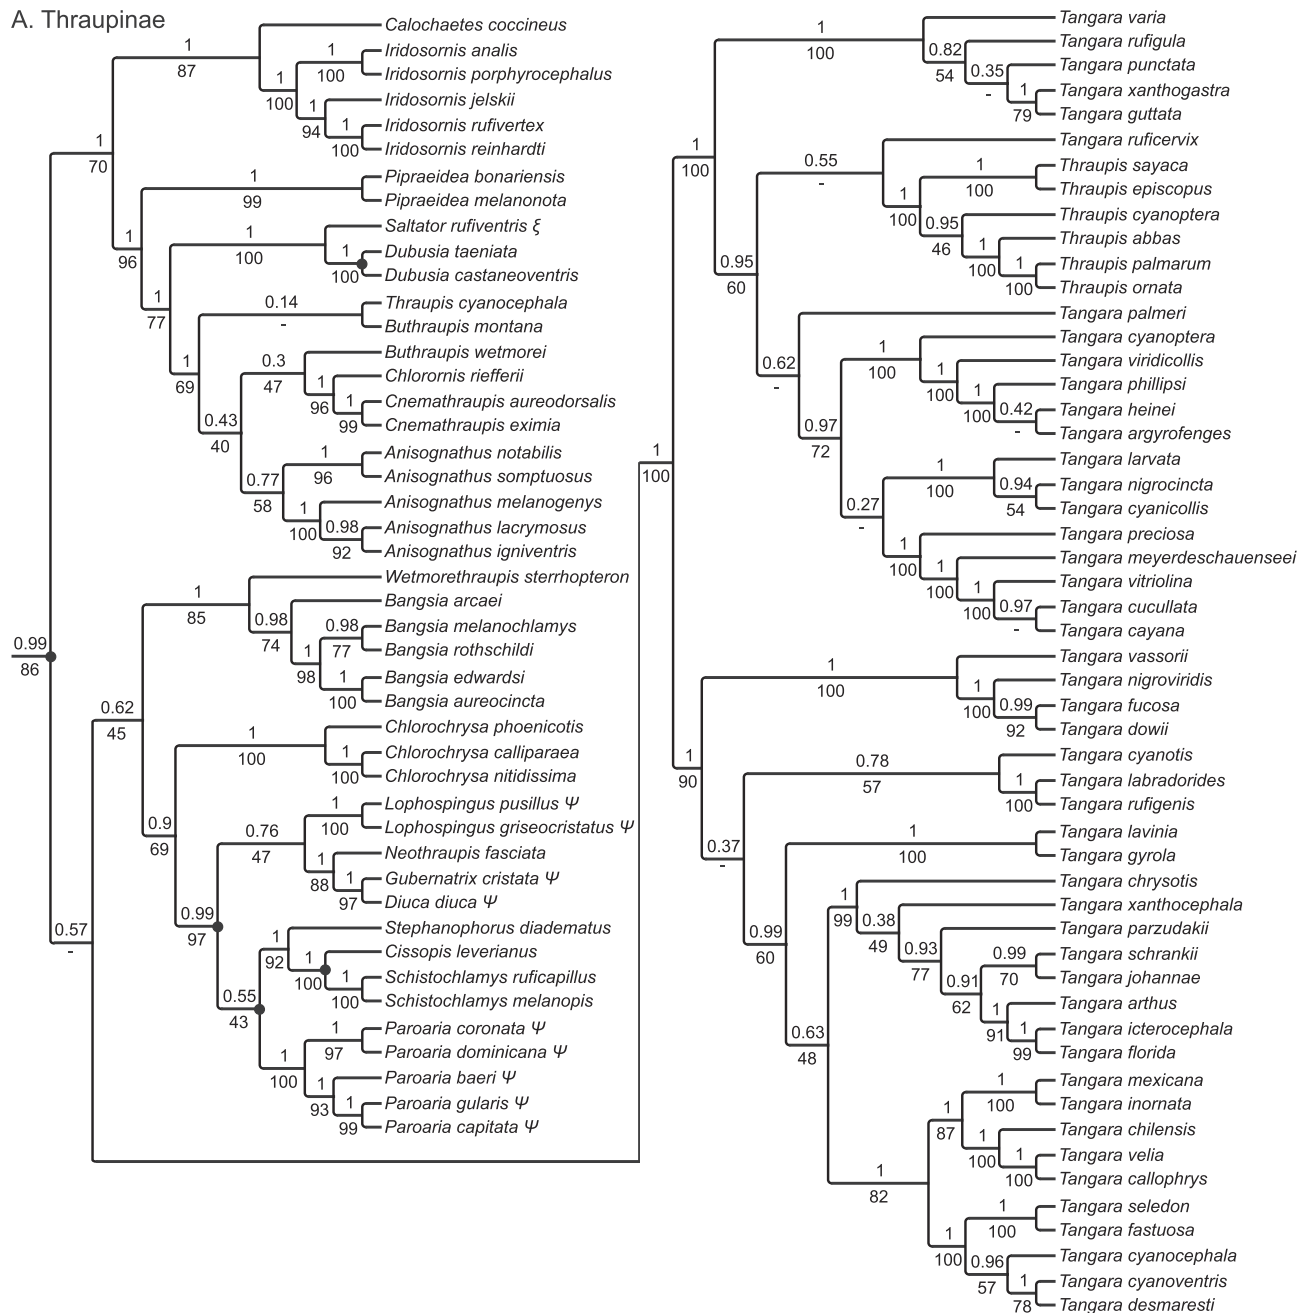 A. Thraupinae
Calochaetes coccineus
1
87
Iridosornis analis
1
100
Iridosornis porphyrocephalus
1
100
Iridosornis jelskii
1
94
Iridosornis rufivertex
1
100
Iridosornis reinhardti
1
70
Pipraeidea bonariensis
1
99
Pipraeidea melanonota
1
96
Saltator rufiventris ξ
1
100
Dubusia taeniata
1
100
Dubusia castaneoventris
1
77
Thraupis cyanocephala
0.14
-
Buthraupis montana
1
69
Buthraupis wetmorei
0.3
47
Chlorornis riefferii
1
96
Cnemathraupis aureodorsalis
1
99
Cnemathraupis eximia
0.43
40
Anisognathus notabilis
1
96
Anisognathus somptuosus
0.77
58
Anisognathus melanogenys
1
100
Anisognathus lacrymosus
0.98
92
Anisognathus igniventris
0.99
86
Wetmorethraupis sterrhopteron
1
85
Bangsia arcaei
0.98
74
Bangsia melanochlamys
0.98
77
Bangsia rothschildi
1
98
Bangsia edwardsi
1
100
Bangsia aureocincta
0.62
45
Chlorochrysa phoenicotis
1
100
Chlorochrysa calliparaea
1
100
Chlorochrysa nitidissima
0.9
69
Lophospingus pusillus Ψ
1
100
Lophospingus griseocristatus Ψ
0.76
47
Neothraupis fasciata
1
88
Gubernatrix cristata Ψ
1
97
Diuca diuca Ψ
0.99
97
Stephanophorus diadematus
1
92
Cissopis leverianus
1
100
Schistochlamys ruficapillus
1
100
Schistochlamys melanopis
0.57
-
0.55
43
Paroaria coronata Ψ
1
97
Paroaria dominicana Ψ
1
100
Paroaria baeri Ψ
1
93
Paroaria gularis Ψ
1
99
Paroaria capitata Ψ
1
100
Tangara varia
1
100
Tangara rufigula
0.82
54
Tangara punctata
0.35
-
Tangara xanthogastra
1
79
Tangara guttata
1
100
Tangara ruficervix
0.55
-
Thraupis sayaca
1
100
Thraupis episcopus
1
100
Thraupis cyanoptera
0.95
46
Thraupis abbas
1
100
Thraupis palmarum
1
100
Thraupis ornata
0.95
60
Tangara palmeri
0.62
-
Tangara cyanoptera
1
100
Tangara viridicollis
1
100
Tangara phillipsi
1
100
Tangara heinei
0.42
-
Tangara argyrofenges
0.97
72
Tangara larvata
1
100
Tangara nigrocincta
0.94
54
Tangara cyanicollis
0.27
-
Tangara preciosa
1
100
Tangara meyerdeschauenseei
1
100
Tangara vitriolina
1
100
Tangara cucullata
0.97
-
Tangara cayana
Tangara vassorii
1
100
Tangara nigroviridis
1
100
Tangara fucosa
0.99
92
Tangara dowii
1
90
Tangara cyanotis
0.78
57
Tangara labradorides
1
100
Tangara rufigenis
0.37
-
Tangara lavinia
1
100
Tangara gyrola
0.99
60
Tangara chrysotis
1
99
Tangara xanthocephala
0.38
49
Tangara parzudakii
0.93
77
Tangara schrankii
0.99
70
Tangara johannae
0.91
62
Tangara arthus
1
91
Tangara icterocephala
1
99
Tangara florida
0.63
48
Tangara mexicana
1
100
Tangara inornata
1
87
Tangara chilensis
1
100
Tangara velia
1
100
Tangara callophrys
1
82
Tangara seledon
1
100
Tangara fastuosa
1
100
Tangara cyanocephala
0.96
57
Tangara cyanoventris
1
78
Tangara desmaresti